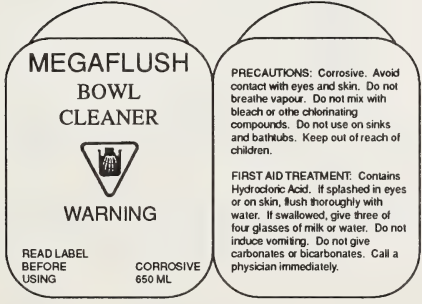 MEGAFLUSH
BOWL
CLEANER
WARNING
READ LABEL
BEFORE
USING
CORROSIVE
650 ML
PRECAUTIONS: Corrosive. Avoid
contact with eyes and skin. Do not
breathe vapour. Do not mix with
bleach or othe chlorinating
compounds. Do not use on sinks
and bathtubs. Keep out of reach of
children.
FIRST AID TREATMENT: Contains
Hydrocloric Acid. If splashed in eyes
or on skin, flush thoroughly with
water. If swallowed, give three of
four glasses of milk or water. Do not
induce vomiting. Do not give
carbonates or bicarbonates. Call a
physician immediately.